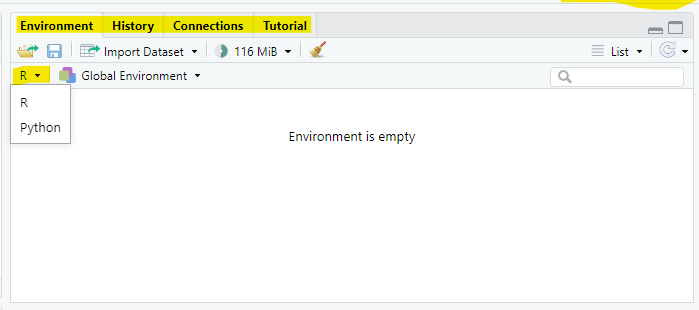 Environment History Connections Tutorial
Import Dataset 116 MiB List
R Global Environment
R
Python
Environment is empty